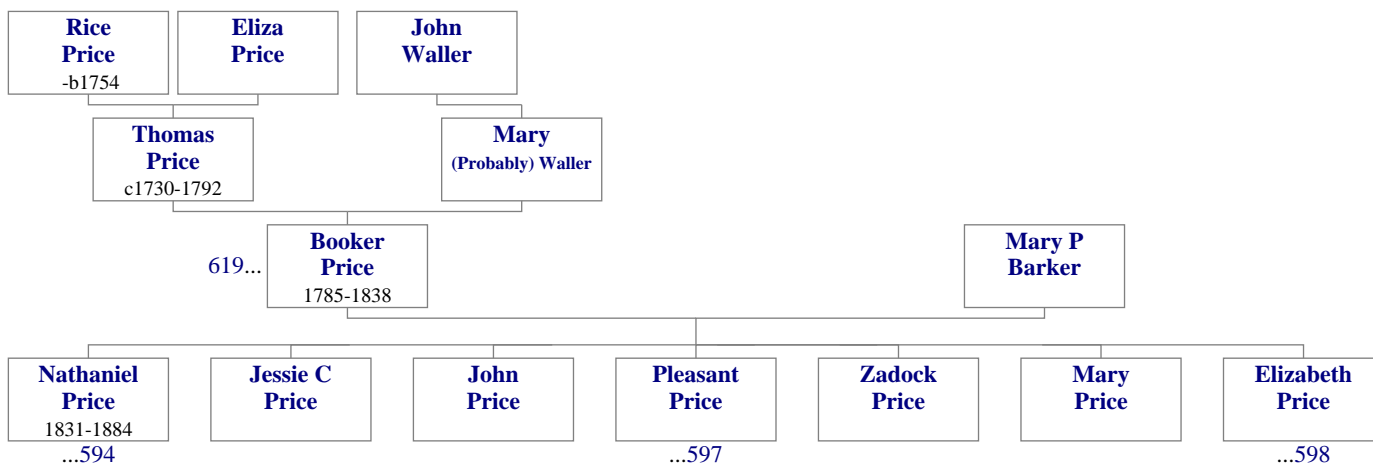 Rice
Price
-b1754
Eliza
Price
John
Waller
Thomas
Price
c1730-1792
Mary
(Probably) Waller
619...
Booker
Price
1785-1838
Mary P
Barker
Nathaniel
Price
1831-1884
...594
Jessie C
Price
John
Price
Pleasant
Price
...597
Zadock
Price
Mary
Price
Elizabeth
Price
...598